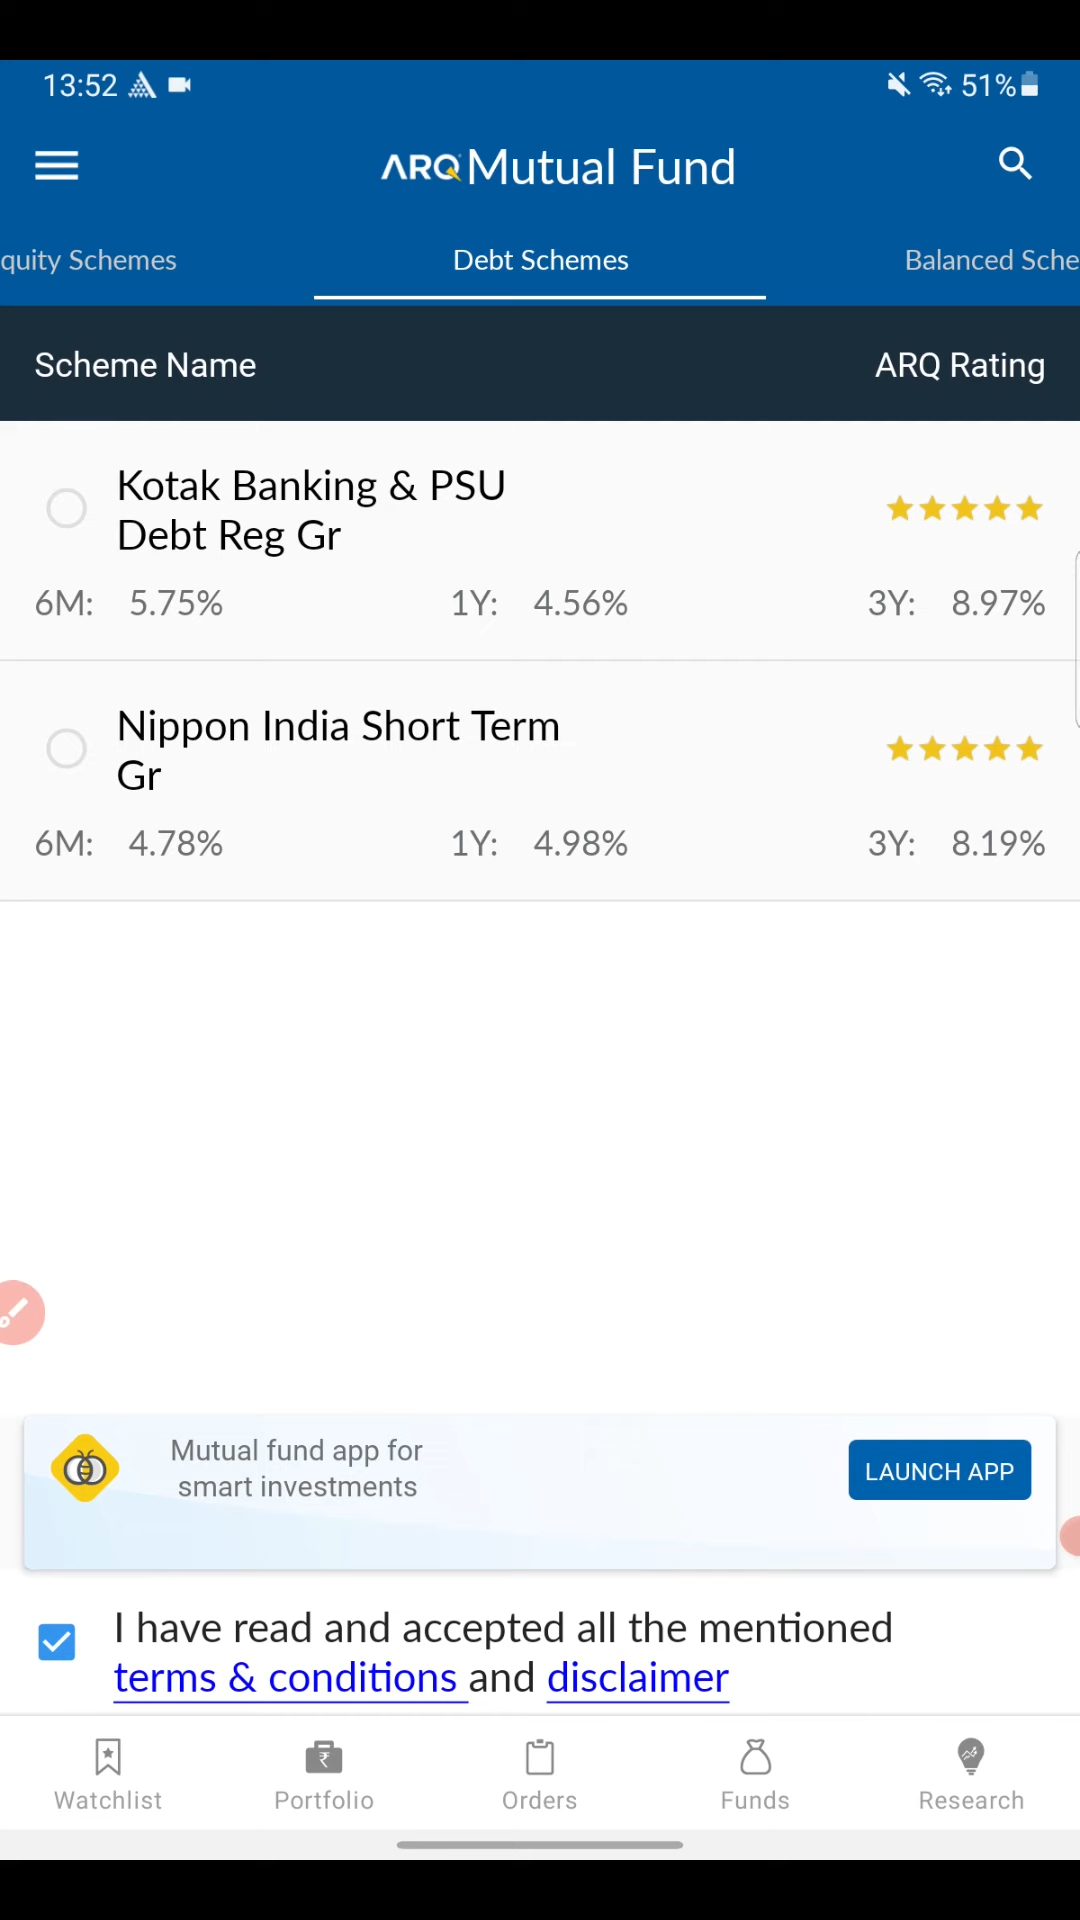 13:52
51%
ARQ Mutual Fund
quity Schemes
Debt Schemes
Balanced Sche
Scheme Name
ARQ Rating
Kotak Banking & PSU
Debt Reg Gr
6M: 5.75% 1Y: 4.56% 3Y: 8.97%
Nippon India Short Term
Gr
6M: 4.78% 1Y: 4.98% 3Y: 8.19%
Mutual fund app for
smart investments
LAUNCH APP
I have read and accepted all the mentioned
terms & conditions and disclaimer
Watchlist
Portfolio
Orders
Funds
Research